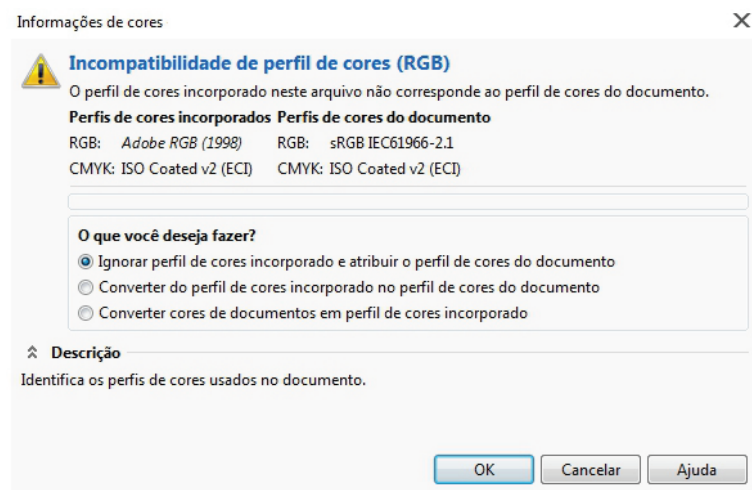 Informações de cores
Incompatibilidade de perfil de cores (RGB)
O perfil de cores incorporado neste arquivo não corresponde ao perfil de cores do documento.
Perfis de cores incorporados Perfis de cores do documento
RGB: Adobe RGB (1998) RGB: sRGB IEC61966-2.1
CMYK: ISO Coated v2 (ECI) CMYK: ISO Coated v2 (ECI)
O que você deseja fazer?
Ignorar perfil de cores incorporado e atribuir o perfil de cores do documento
Converter do perfil de cores incorporado no perfil de cores do documento
Converter cores de documentos em perfil de cores incorporado
Descrição
Identifica os perfis de cores usados no documento.
OK Cancelar Ajuda